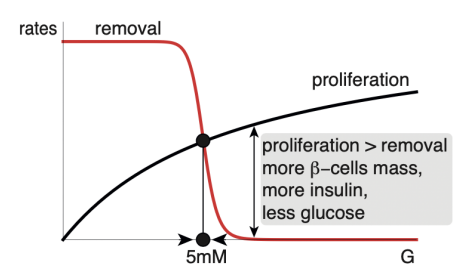 rates
removal
proliferation
proliferation > removal
more β–cells mass,
more insulin,
less glucose
5mM
G